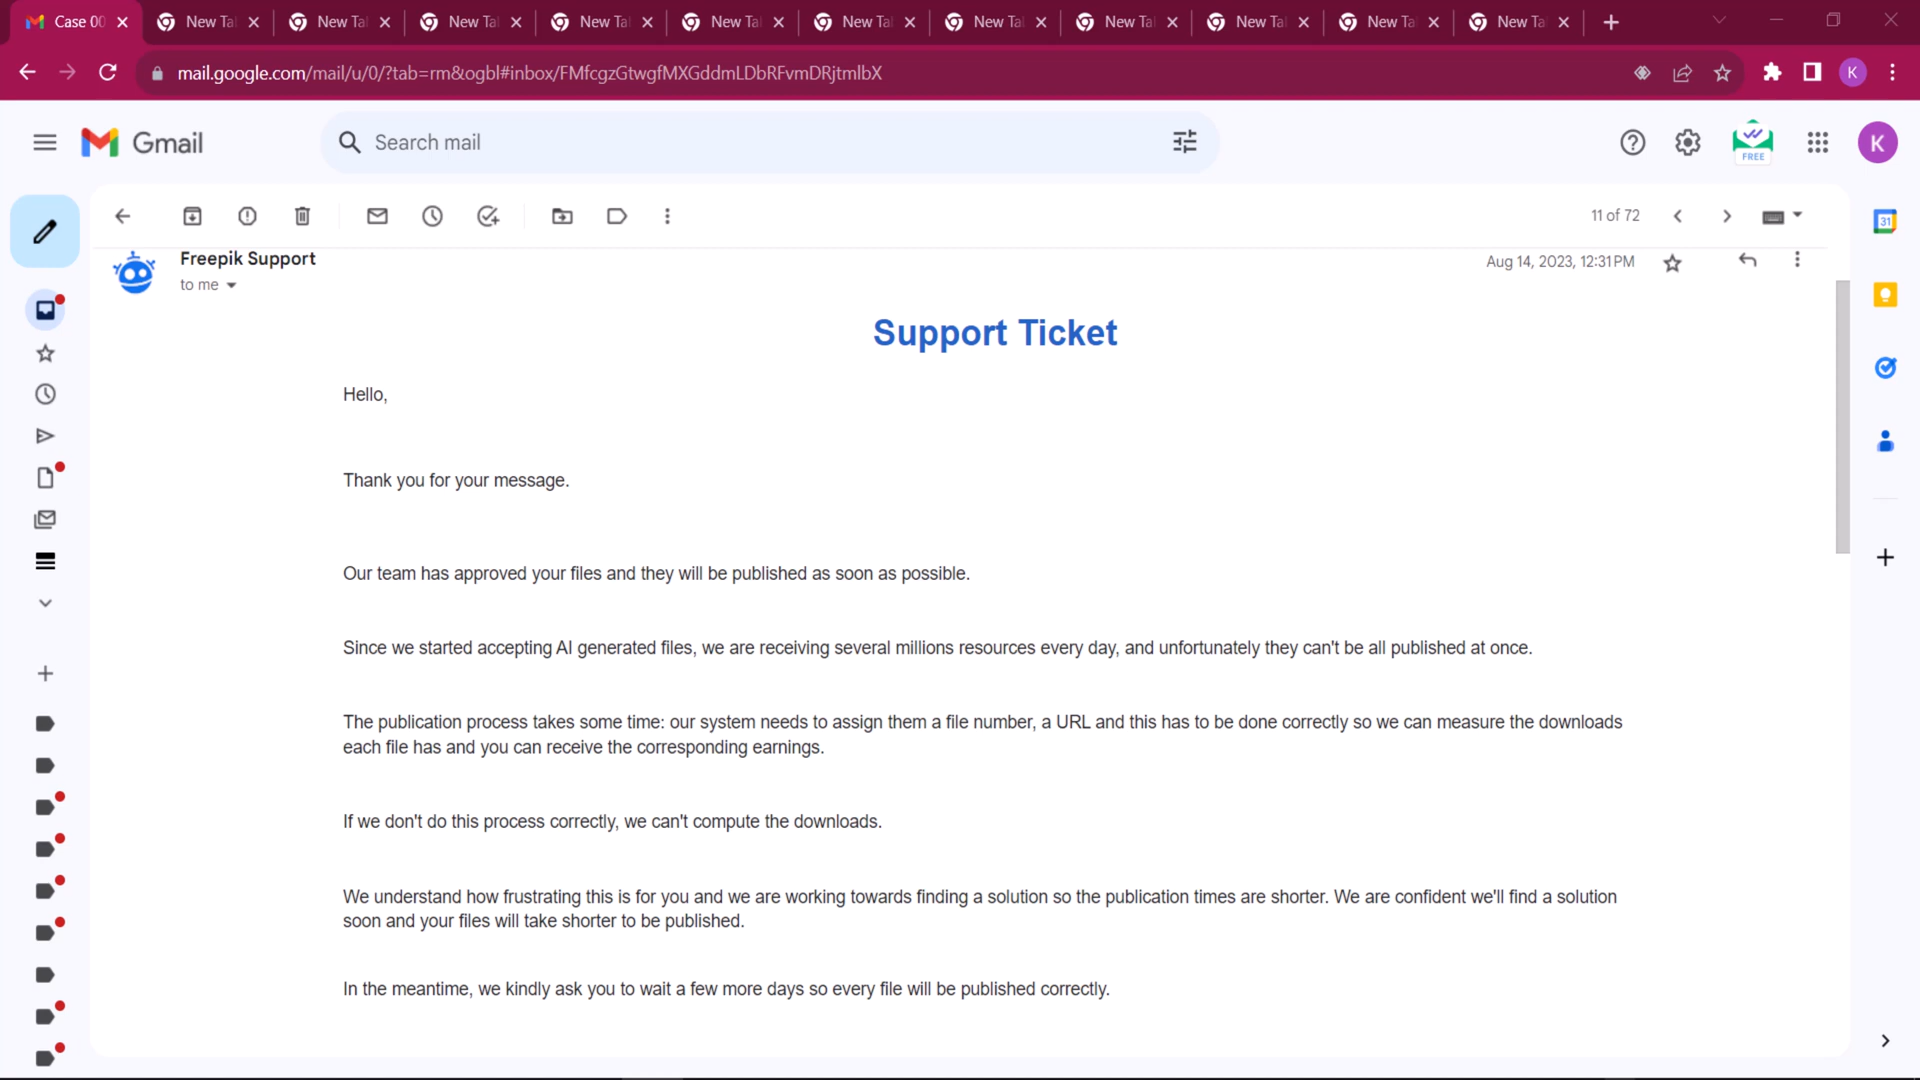 Case 00
New Ta
New Ta
New Ta
New Ta
New Ta
New Ta
New Ta
New Ta
New Ta
New Ta
New Ta
mail.google.com/mail/u/0/?tab=rm&ogbl#inbox/FMfcgzGtwgfMXGddmLDbRFvmDRjtmlbX
K
Gmail
Search mail
FREE
K
11 of 72
31
Freepik Support
Aug 14, 2023, 12:31 PM
to me
Support Ticket
Hello,
Thank you for your message.
Our team has approved your files and they will be published as soon as possible.
Since we started accepting AI generated files, we are receiving several millions resources every day, and unfortunately they can't be all published at once.
The publication process takes some time: our system needs to assign them a file number, a URL and this has to be done correctly so we can measure the downloads
each file has and you can receive the corresponding earnings.
If we don't do this process correctly, we can't compute the downloads.
We understand how frustrating this is for you and we are working towards finding a solution so the publication times are shorter. We are confident we'll find a solution
soon and your files will take shorter to be published.
In the meantime, we kindly ask you to wait a few more days so every file will be published correctly.